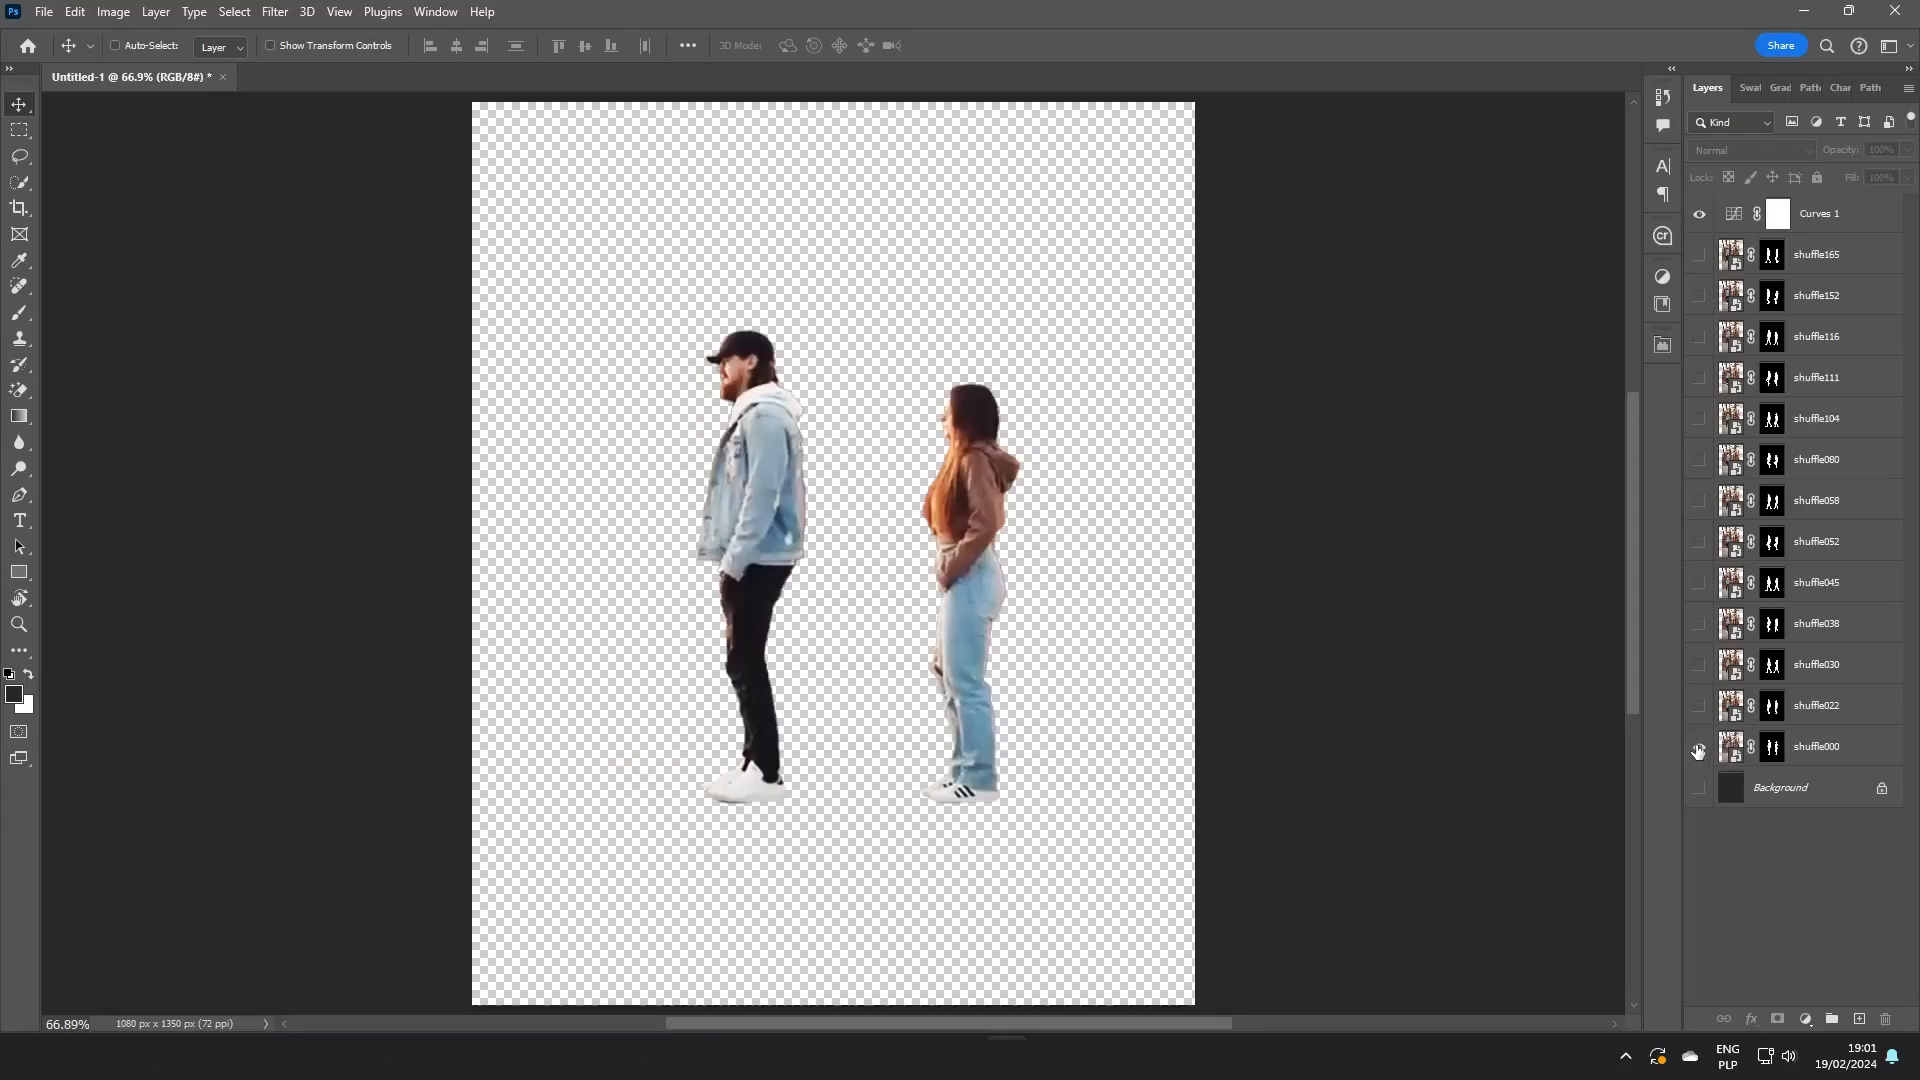 Ps File Edit Image Layer Type Select Filter 3D View Plugins Window Help
Auto-Select: Layer Show Transform Controls 3D Mode: Share
Untitled-1 @ 66.9% (RGB/8#) *
Layers Swat Grad Patt Char Path
Kind
Normal Opacity: 100%
Lock: Fill: 100%
Curves 1
shuffle165
shuffle152
shuffle116
shuffle111
shuffle104
shuffle080
shuffle058
shuffle052
shuffle045
shuffle038
shuffle030
shuffle022
shuffle000
Background
66.89% 1080 px x 1350 px (72 ppi)
ENG
PLP
19:01
19/02/2024